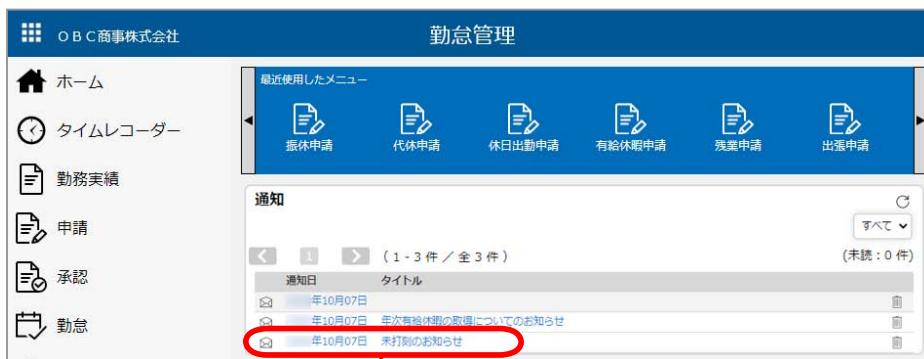 OBC商事株式会社
勤怠管理
ホーム
タイムレコーダー
勤務実績
申請
承認
勤怠
最近使用したメニュー
振休申請 代休申請 休日出勤申請 有給休暇申請 残業申請 出張申請
通知
すべて
1 (1-3件/全3件) (未読:0件)
通知日 タイトル
年10月07日
年10月07日 年次有給休暇の取得についてのお知らせ
年10月07日 未打刻のお知らせ